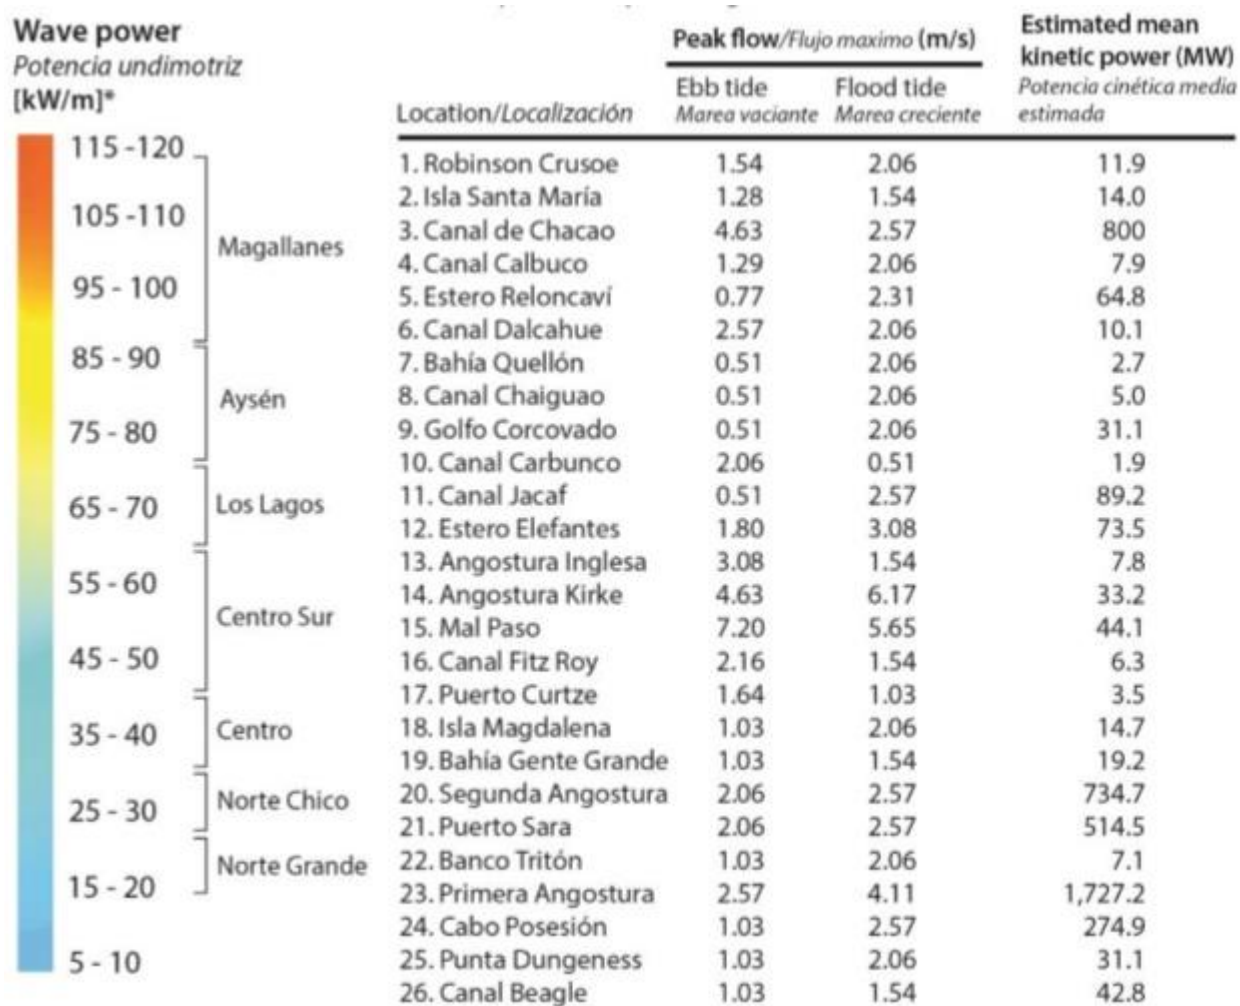 Wave power
Potencia undimotriz
[kW/m]*
115 -120
105 -110
95 - 100
85 - 90
75 - 80
65 - 70
55 - 60
45 - 50
35 - 40
25 - 30
15 - 20
5 - 10
Magallanes
Aysén
Los Lagos
Centro Sur
Centro
Norte Chico
Norte Grande
Peak flow/Flujo maximo (m/s)
Estimated mean
kinetic power (MW)
Potencia cinética media
estimada
Location/Localización
Ebb tide
Marea vaciante
Flood tide
Marea creciente
1. Robinson Crusoe 1.54 2.06 11.9
2. Isla Santa María 1.28 1.54 14.0
3. Canal de Chacao 4.63 2.57 800
4. Canal Calbuco 1.29 2.06 7.9
5. Estero Reloncaví 0.77 2.31 64.8
6. Canal Dalcahue 2.57 2.06 10.1
7. Bahía Quellón 0.51 2.06 2.7
8. Canal Chaiguao 0.51 2.06 5.0
9. Golfo Corcovado 0.51 2.06 31.1
10. Canal Carbunco 2.06 0.51 1.9
11. Canal Jacaf 0.51 2.57 89.2
12. Estero Elefantes 1.80 3.08 73.5
13. Angostura Inglesa 3.08 1.54 7.8
14. Angostura Kirke 4.63 6.17 33.2
15. Mal Paso 7.20 5.65 44.1
16. Canal Fitz Roy 2.16 1.54 6.3
17. Puerto Curtze 1.64 1.03 3.5
18. Isla Magdalena 1.03 2.06 14.7
19. Bahía Gente Grande 1.03 1.54 19.2
20. Segunda Angostura 2.06 2.57 734.7
21. Puerto Sara 2.06 2.57 514.5
22. Banco Tritón 1.03 2.06 7.1
23. Primera Angostura 2.57 4.11 1,727.2
24. Cabo Posesión 1.03 2.57 274.9
25. Punta Dungeness 1.03 2.06 31.1
26. Canal Beagle 1.03 1.54 42.8